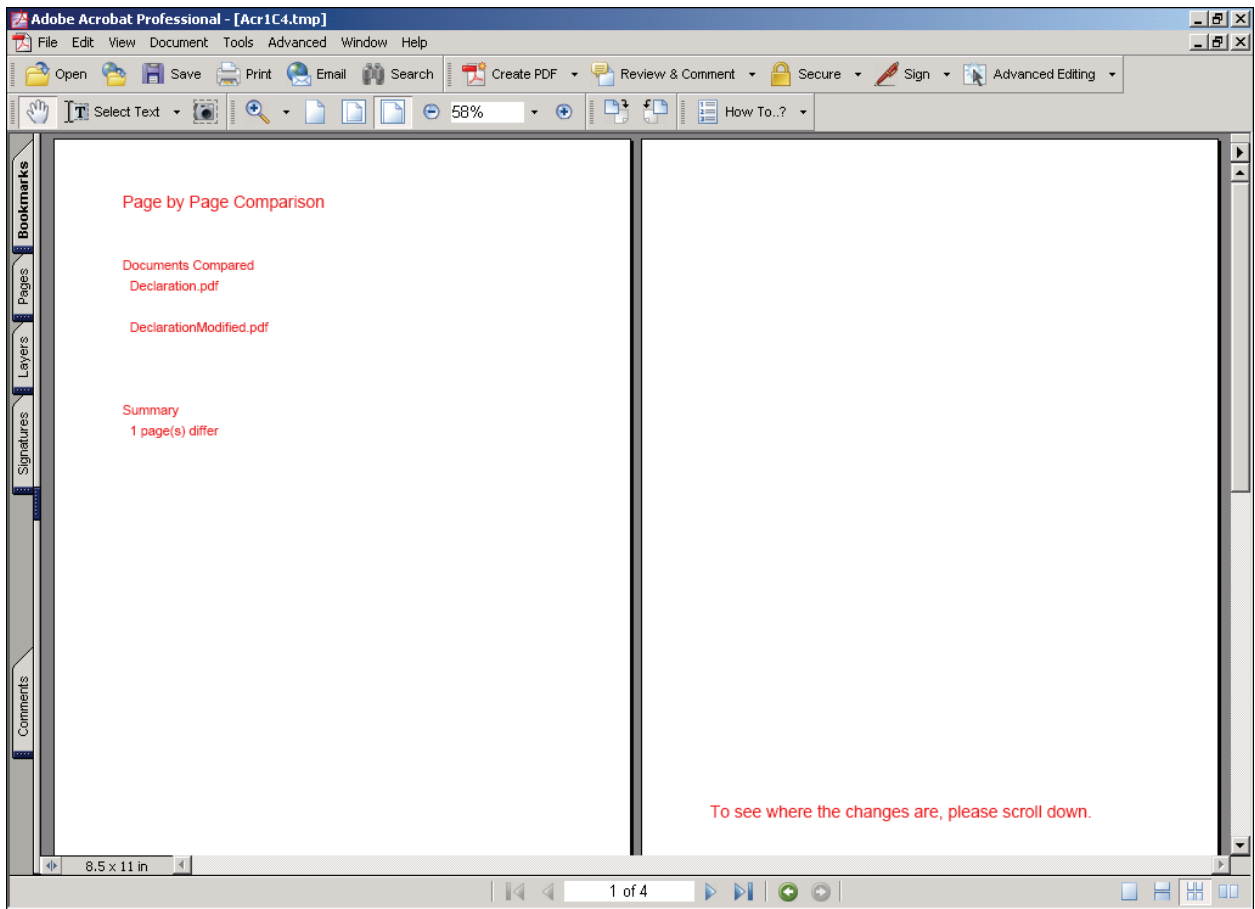 Adobe Acrobat Professional - [Acr1C4.tmp]
File Edit View Document Tools Advanced Window Help
Open Save Print Email Search Create PDF Review & Comment Secure Sign Advanced Editing
Select Text 58% How To..?
Bookmarks
Pages
Layers
Signatures
Comments
Page by Page Comparison
Documents Compared
Declaration.pdf
DeclarationModified.pdf
Summary
1 page(s) differ
To see where the changes are, please scroll down.
8.5 x 11 in
1 of 4